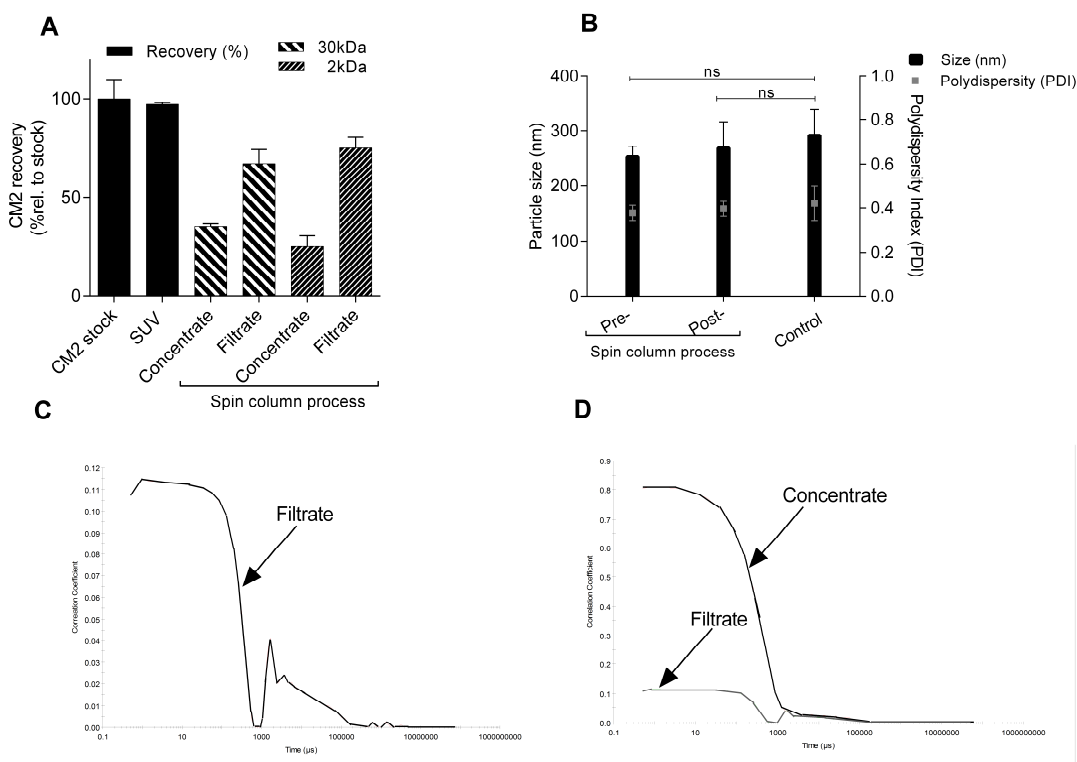 A
Recovery (%)
30kDa
2kDa
CM2 recovery
(%rel. to stock)
100
50
0
CM2 stock
SUV
Concentrate
Filtrate
Concentrate
Filtrate
Spin column process
B
Size (nm)
Polydispersity (PDI)
ns
ns
Particle size (nm)
400
300
200
100
0
1.0
0.8
0.6
0.4
0.2
0.0
Polydispersity Index (PDI)
Pre-
Post-
Control
Spin column process
C
Correation Coefficient
0.12
0.11
0.10
0.09
0.08
0.07
0.06
0.05
0.04
0.03
0.02
0.01
0.00
Filtrate
0.1
10
1000
100000
10000000
1000000000
Time (µs)
D
Correlation Coefficient
0.9
0.8
0.7
0.6
0.5
0.4
0.3
0.2
0.1
0.0
Concentrate
Filtrate
0.1
10
1000
100000
10000000
1000000000
Time (µs)